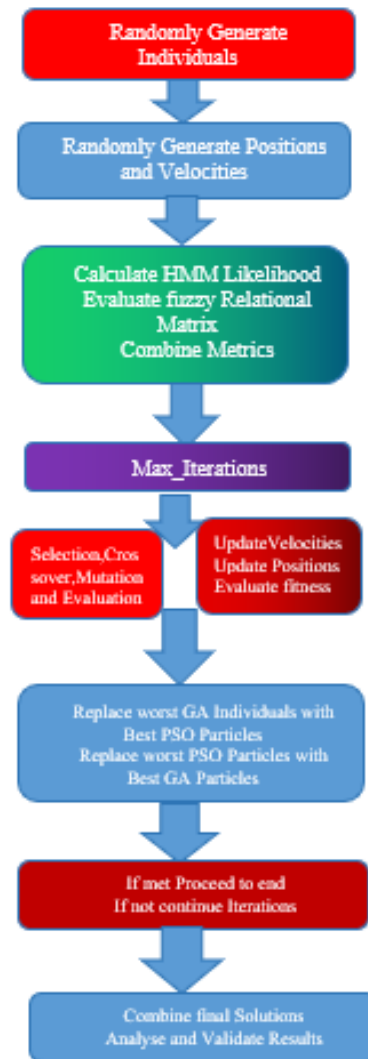 Randomly Generate
Individuals
Randomly Generate Positions
and Velocities
Calculate HMM Likelihood
Evaluate fuzzy Relational
Matrix
Combine Metrics
Max_Iterations
Selection,Cros
sover,Mutation
and Evaluation
UpdateVelocities
Update Positions
Evaluate fitness
Replace worst GA Individuals with
Best PSO Particles
Replace worst PSO Particles with
Best GA Particles
If met Proceed to end
If not continue Iterations
Combine final Solutions
Analyse and Validate Results